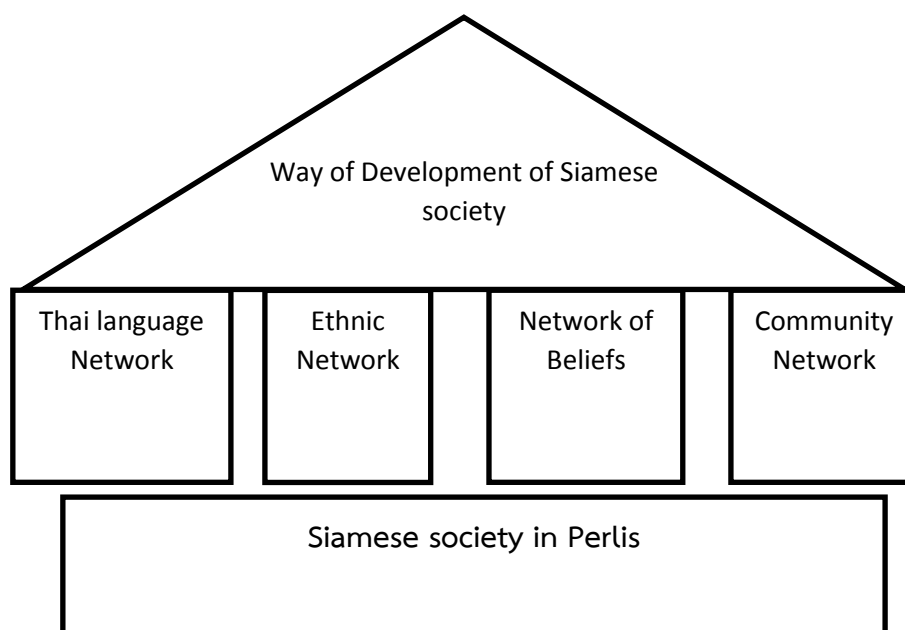 Way of Development of Siamese
society
Thai language
Network
Ethnic
Network
Network of
Beliefs
Community
Network
Siamese society in Perlis